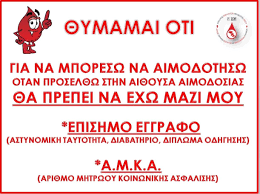 ΘΥΜΑΜΑΙ ΟΤΙ
ΓΙΑ ΝΑ ΜΠΟΡΕΣΩ ΝΑ ΑΙΜΟΔΟΤΗΣΩ
ΟΤΑΝ ΠΡΟΣΕΛΘΩ ΣΤΗΝ ΑΙΘΟΥΣΑ ΑΙΜΟΔΟΣΙΑΣ
ΘΑ ΠΡΕΠΕΙ ΝΑ ΕΧΩ ΜΑΖΙ ΜΟΥ
*ΕΠΙΣΗΜΟ ΕΓΓΡΑΦΟ
(ΑΣΤΥΝΟΜΙΚΗ ΤΑΥΤΟΤΗΤΑ, ΔΙΑΒΑΤΗΡΙΟ, ΔΙΠΛΩΜΑ ΟΔΗΓΗΣΗΣ)
*Α.Μ.Κ.Α.
(ΑΡΙΘΜΟ ΜΗΤΡΩΟΥ ΚΟΙΝΩΝΙΚΗΣ ΑΣΦΑΛΙΣΗΣ)